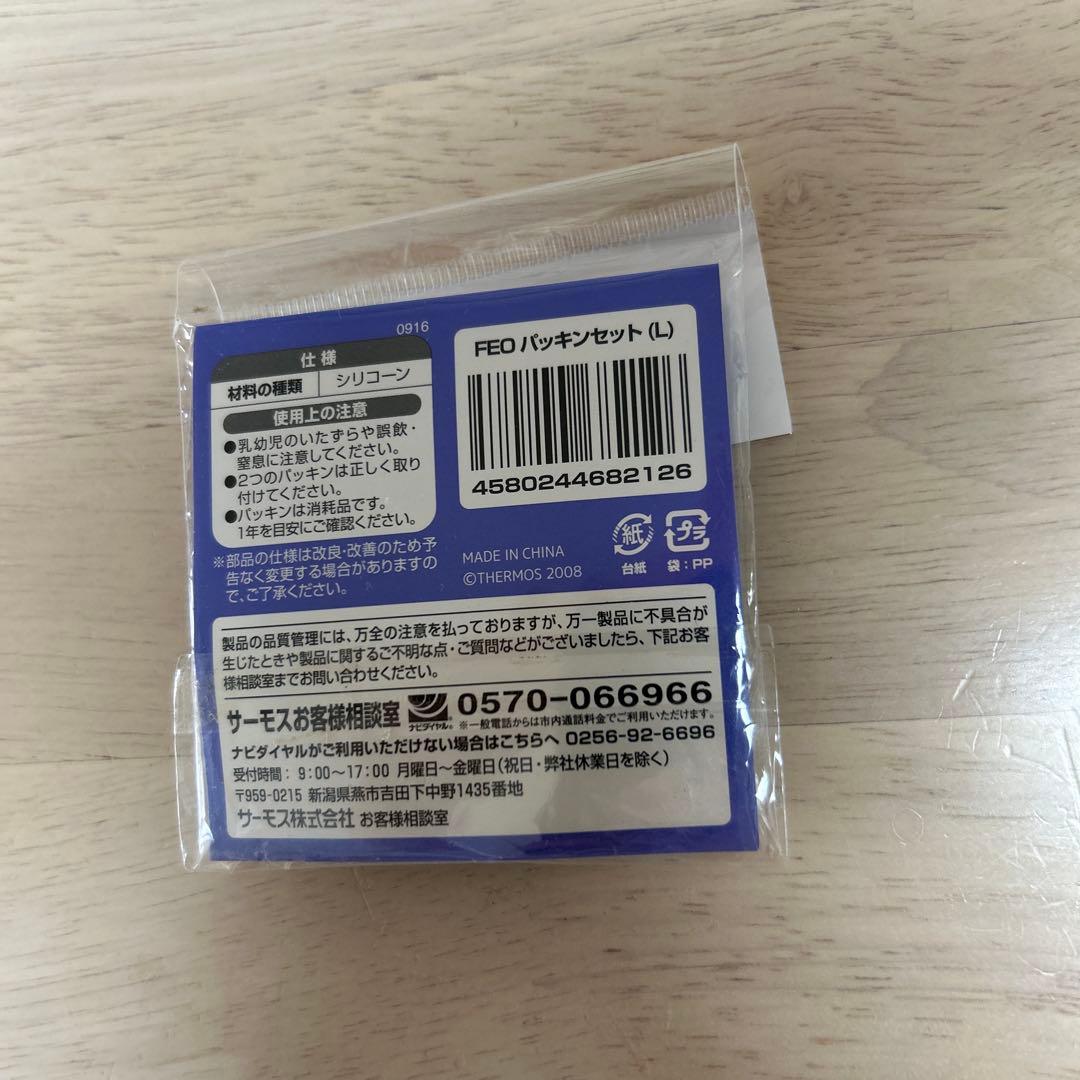 0916
仕様
材料の種類 シリコーン
使用上の注意
●乳幼児のいたずらや誤飲・
窒息に注意してください。
●2つのパッキンは正しく取り
付けてください。
●パッキンは消耗品です。
1年を目安にご確認ください。
※部品の仕様は改良・改善のため予
告なく変更する場合がありますの
で、ご了承ください。
FEO パッキンセット(L)
4580244682126
MADE IN CHINA
©THERMOS 2008
紙
台紙
プラ
袋:PP
製品の品質管理には、万全の注意を払っておりますが、万一製品に不具合が
生じたときや製品に関するご不明な点・ご質問などがございましたら、下記お客
様相談室までお問い合わせください。
サーモスお客様相談室 ナビダイヤル® 0570-066966
※一般電話からは市内通話料金でご利用いただけます。
ナビダイヤルがご利用いただけない場合はこちらへ 0256-92-6696
受付時間:9:00〜17:00 月曜日〜金曜日(祝日・弊社休業日を除く)
〒959-0215 新潟県燕市吉田下中野1435番地
サーモス株式会社 お客様相談室